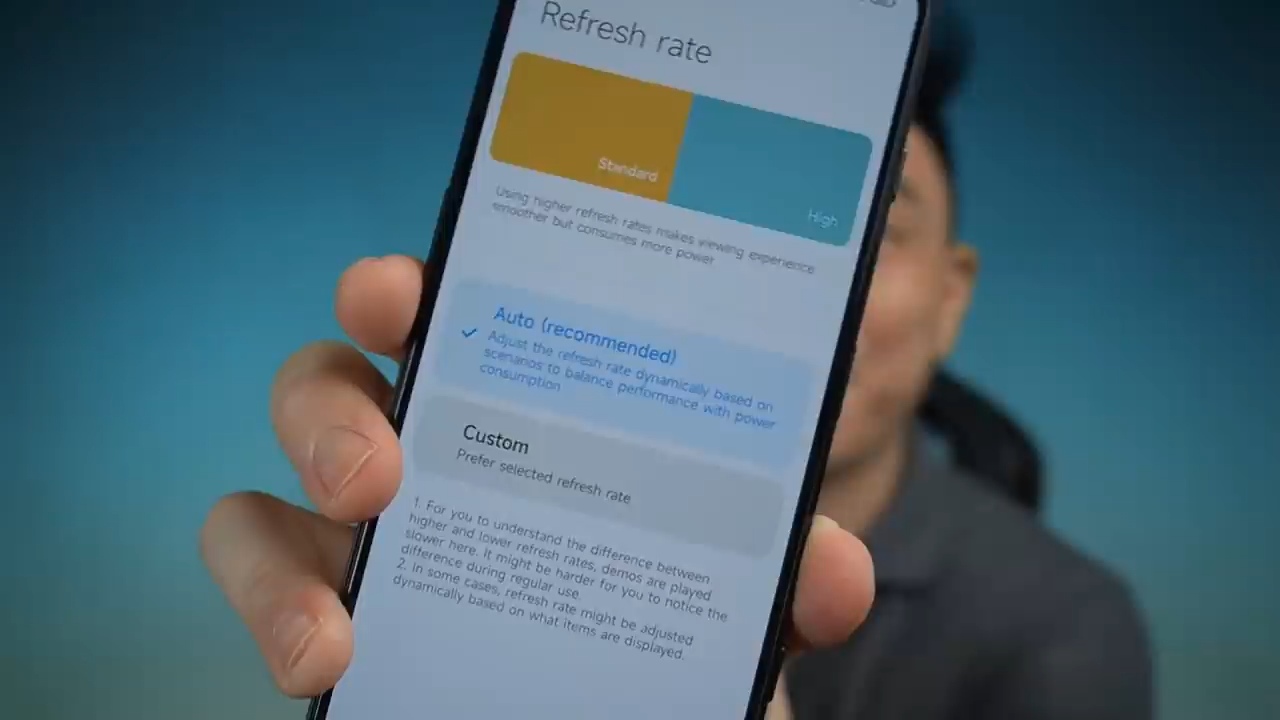 Refresh rate
Standard
High
Using higher refresh rates makes viewing experience
smoother but consumes more power
Auto (recommended)
Adjust the refresh rate dynamically based on
scenarios to balance performance with power
consumption
Custom
Prefer selected refresh rate
1. For you to understand the difference between
higher and lower refresh rates, demos are played
slower here. It might be harder for you to notice the
difference during regular use.
2. In some cases, refresh rate might be adjusted
dynamically based on what items are displayed.